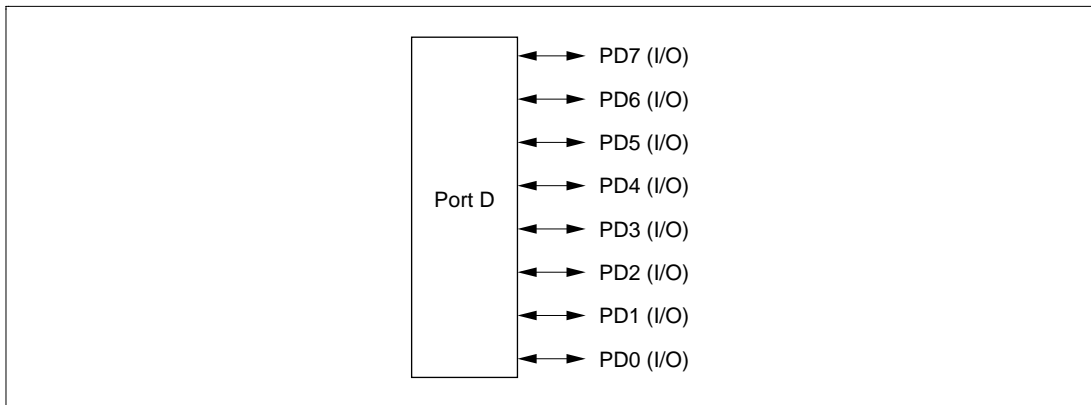 PD7 (I/O)
PD6 (I/O)
PD5 (I/O)
PD4 (I/O)
Port D
PD3 (I/O)
PD2 (I/O)
PD1 (I/O)
PD0 (I/O)